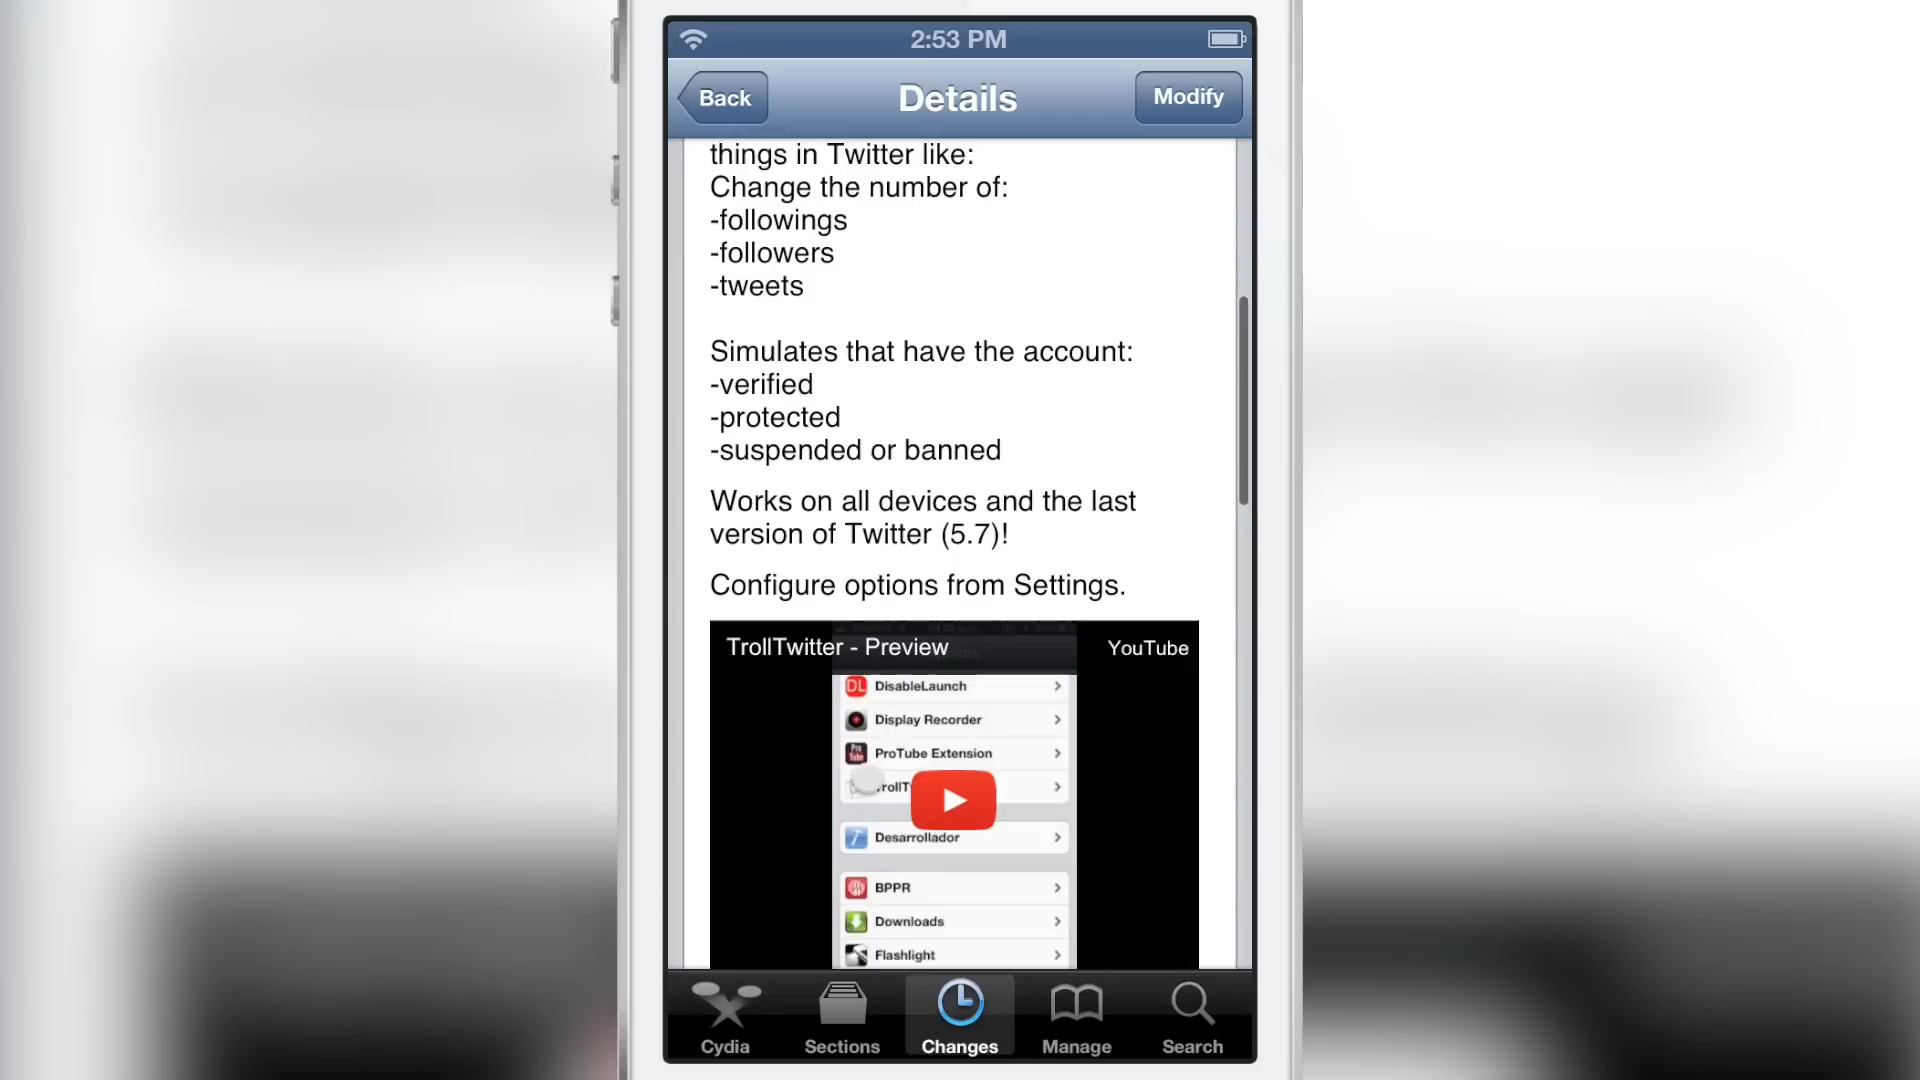 2:53 PM
Back
Details
Modify
things in Twitter like:
Change the number of:
-followings
-followers
-tweets
Simulates that have the account:
-verified
-protected
-suspended or banned
Works on all devices and the last
version of Twitter (5.7)!
Configure options from Settings.
TrollTwitter - Preview
YouTube
DL DisableLaunch
Display Recorder
Pro Tube ProTube Extension
Desarrollador
BPPR
Downloads
Flashlight
Cydia
Sections
Changes
Manage
Search